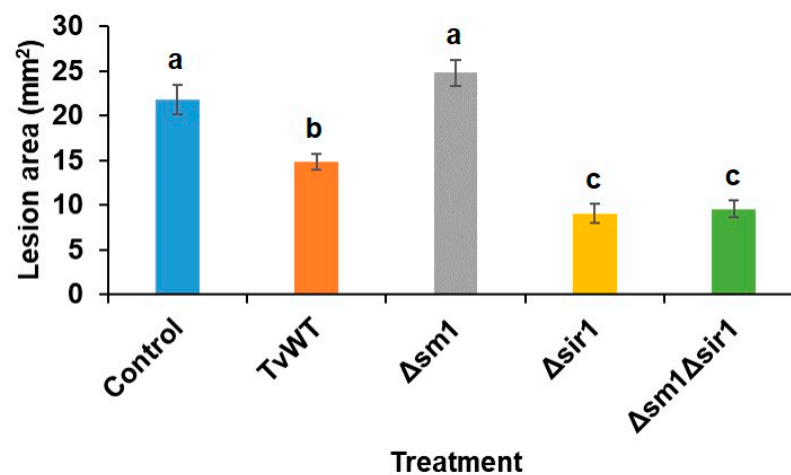 Lesion area (mm²)
30
25
20
15
10
5
0
a
b
a
c
c
Control
TvWT
Δsm1
Δsir1
Δsm1Δsir1
Treatment